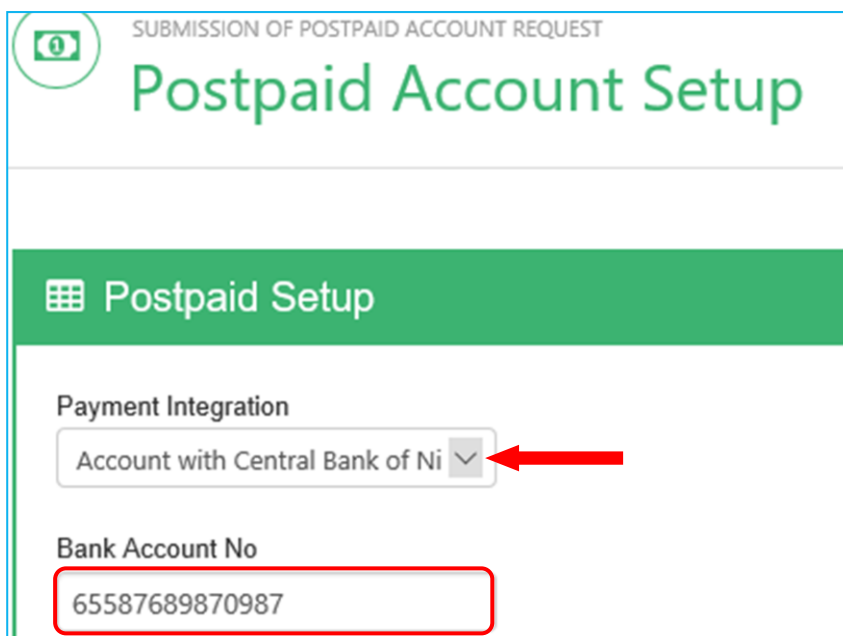 SUBMISSION OF POSTPAID ACCOUNT REQUEST
Postpaid Account Setup
Postpaid Setup
Payment Integration
Account with Central Bank of Ni
Bank Account No
65587689870987